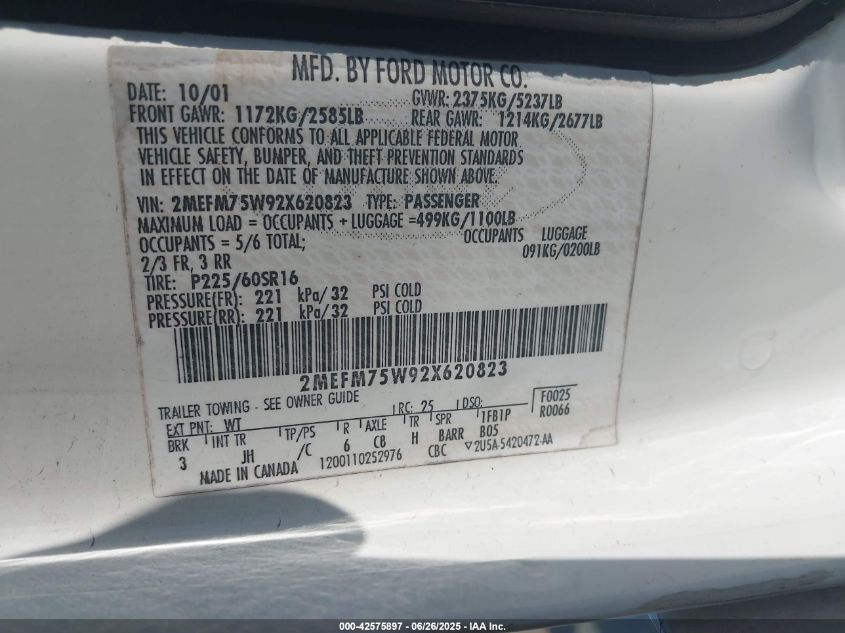 MFD. BY FORD MOTOR CO.
DATE: 10/01 GVWR: 2375KG/5237LB
FRONT GAWR: 1172KG/2585LB REAR GAWR: 1214KG/2677LB
THIS VEHICLE CONFORMS TO ALL APPLICABLE FEDERAL MOTOR
VEHICLE SAFETY, BUMPER, AND THEFT PREVENTION STANDARDS
IN EFFECT ON THE DATE OF MANUFACTURE SHOWN ABOVE.
VIN: 2MEFM75W92X620823 TYPE: PASSENGER
MAXIMUM LOAD = OCCUPANTS + LUGGAGE =499KG/1100LB
OCCUPANTS = 5/6 TOTAL; OCCUPANTS LUGGAGE
2/3 FR, 3 RR 091KG/0200LB
TIRE: P225/60SR16
PRESSURE(FR): 221 kPa/32 PSI COLD
PRESSURE(RR): 221 kPa/32 PSI COLD
2MEFM75W92X620823
TRAILER TOWING - SEE OWNER GUIDE
EXT PNT: WT RC: 25 DSO: F0025
BRK INT TR TP/PS R AXLE TR SPR 1FB1P R0066
3 JH /C 6 CB H BARR B05
MADE IN CANADA 1200110252976 CBC ▽2U5A-5420472-AA
000-42575897 - 06/26/2025 - IAA Inc.